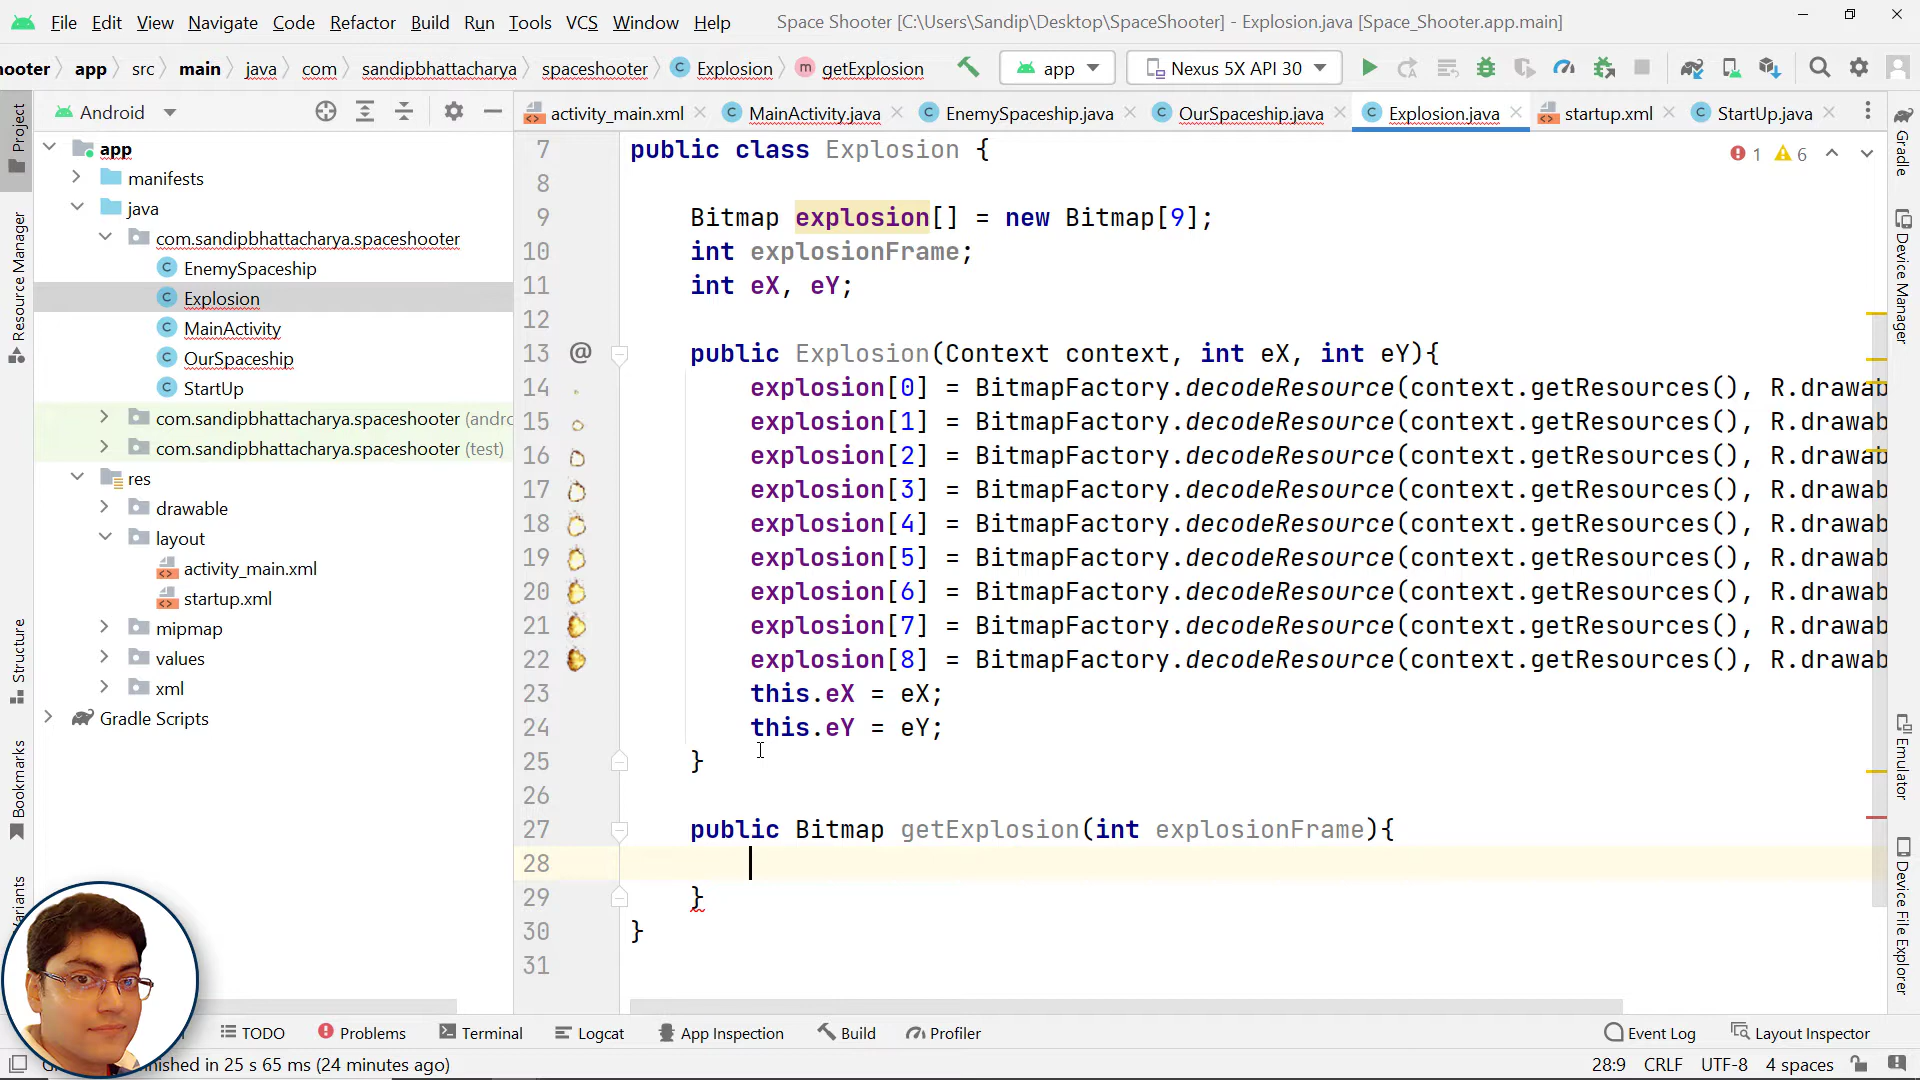 File Edit View Navigate Code Refactor Build Run Tools VCS Window Help Space Shooter [C:\Users\Sandip\Desktop\SpaceShooter] - Explosion.java [Space_Shooter.app.main]
hooter app src main java com sandipbhattacharya spaceshooter Explosion getExplosion app Nexus 5X API 30
Android activity_main.xml MainActivity.java EnemySpaceship.java OurSpaceship.java Explosion.java startup.xml StartUp.java
Project
Resource Manager
Structure
Bookmarks
app
manifests
java
com.sandipbhattacharya.spaceshooter
EnemySpaceship
Explosion
MainActivity
OurSpaceship
StartUp
com.sandipbhattacharya.spaceshooter (andro
com.sandipbhattacharya.spaceshooter (test)
res
drawable
layout
activity_main.xml
startup.xml
mipmap
values
xml
Gradle Scripts
1 6
7 public class Explosion {
8
9 Bitmap explosion[] = new Bitmap[9];
10 int explosionFrame;
11 int eX, eY;
12
13 @ public Explosion(Context context, int eX, int eY){
14 explosion[0] = BitmapFactory.decodeResource(context.getResources(), R.drawab
15 explosion[1] = BitmapFactory.decodeResource(context.getResources(), R.drawab
16 explosion[2] = BitmapFactory.decodeResource(context.getResources(), R.drawab
17 explosion[3] = BitmapFactory.decodeResource(context.getResources(), R.drawab
18 explosion[4] = BitmapFactory.decodeResource(context.getResources(), R.drawab
19 explosion[5] = BitmapFactory.decodeResource(context.getResources(), R.drawab
20 explosion[6] = BitmapFactory.decodeResource(context.getResources(), R.drawab
21 explosion[7] = BitmapFactory.decodeResource(context.getResources(), R.drawab
22 explosion[8] = BitmapFactory.decodeResource(context.getResources(), R.drawab
23 this.eX = eX;
24 this.eY = eY;
25 }
26
27 public Bitmap getExplosion(int explosionFrame){
28
29 }
30 }
31
Gradle
Device Manager
Emulator
Device File Explorer
TODO Problems Terminal Logcat App Inspection Build Profiler Event Log Layout Inspector
finished in 25 s 65 ms (24 minutes ago) 28:9 CRLF UTF-8 4 spaces